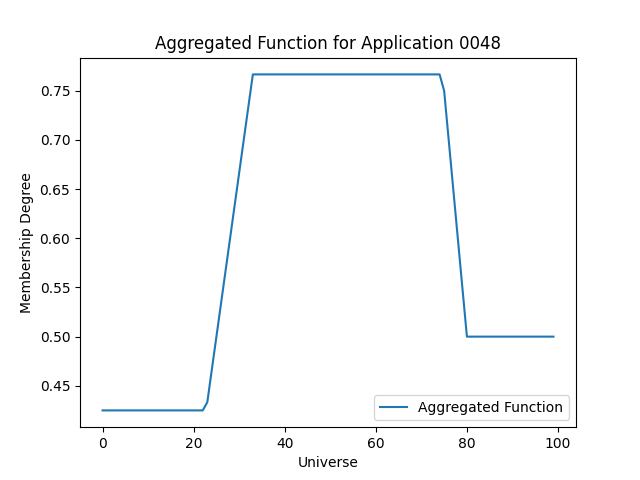 Aggregated Function for Application 0048
Membership Degree
0.75
0.70
0.65
0.60
0.55
0.50
0.45
0 20 40 60 80 100
Universe
Aggregated Function